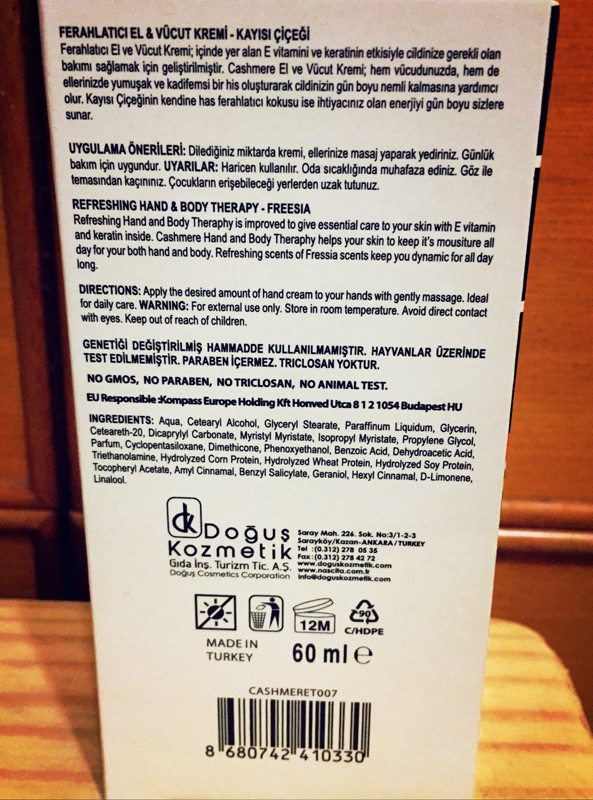 FERAHLATICI EL & VÜCUT KREMİ - KAYISI ÇİÇEĞİ
Ferahlatıcı El ve Vücut Kremi; içinde yer alan E vitamini ve keratinin etkisiyle cildinize gerekli olan
bakımı sağlamak için geliştirilmiştir. Cashmere El ve Vücut Kremi; hem vücudunuzda, hem de
ellerinizde yumuşak ve kadifemsi bir his oluşturarak cildinizin gün boyu nemli kalmasına yardımcı
olur. Kayısı Çiçeğinin kendine has ferahlatıcı kokusu ise ihtiyacınız olan enerjiyi gün boyu sizlere
sunar.
UYGULAMA ÖNERİLERİ: Dilediğiniz miktarda kremi, ellerinize masaj yaparak yediriniz. Günlük
bakım için uygundur. UYARILAR: Haricen kullanılır. Oda sıcaklığında muhafaza ediniz. Göz ile
temasından kaçınınız. Çocukların erişebileceği yerlerden uzak tutunuz.
REFRESHING HAND & BODY THERAPY - FREESIA
Refreshing Hand and Body Theraphy is improved to give essential care to your skin with E vitamin
and keratin inside. Cashmere Hand and Body Theraphy helps your skin to keep it's mousiture all
day for your both hand and body. Refreshing scents of Fressia scents keep you dynamic for all day
long.
DIRECTIONS: Apply the desired amount of hand cream to your hands with gently massage. Ideal
for daily care. WARNING: For external use only. Store in room temperature. Avoid direct contact
with eyes. Keep out of reach of children.
GENETİĞİ DEĞİŞTİRİLMİŞ HAMMADDE KULLANILMAMIŞTIR. HAYVANLAR ÜZERİNDE
TEST EDİLMEMİŞTİR. PARABEN İÇERMEZ. TRICLOSAN YOKTUR.
NO GMOS, NO PARABEN, NO TRICLOSAN, NO ANIMAL TEST.
EU Responsible :Kompass Europe Holding Kft Honved Utca 8 1 2 1054 Budapest HU
INGREDIENTS: Aqua, Cetearyl Alcohol, Glyceryl Stearate, Paraffinum Liquidum, Glycerin,
Ceteareth-20, Dicaprylyl Carbonate, Myristyl Myristate, Isopropyl Myristate, Propylene Glycol,
Parfum, Cyclopentasiloxane, Dimethicone, Phenoxyethanol, Benzoic Acid, Dehydroacetic Acid,
Triethanolamine, Hydrolyzed Corn Protein, Hydrolyzed Wheat Protein, Hydrolyzed Soy Protein,
Tocopheryl Acetate, Amyl Cinnamal, Benzyl Salicylate, Geraniol, Hexyl Cinnamal, D-Limonene,
Linalool.
dk Doğuş
Kozmetik
Gıda İnş. Turizm Tic. A.Ş.
Doğuş Cosmetics Corporation
Saray Mah. 226. Sok. No:3/1-2-3
Sarayköy/Kazan-ANKARA/TURKEY
Tel :(0.312) 278 05 35
Fax:(0.312) 278 42 72
www.doguskozmetik.com
www.nascita.com.tr
info@doguskozmetik.com
12M
90
C/HDPE
MADE IN
TURKEY
60 ml e
CASHMERET007
8 680742 410330